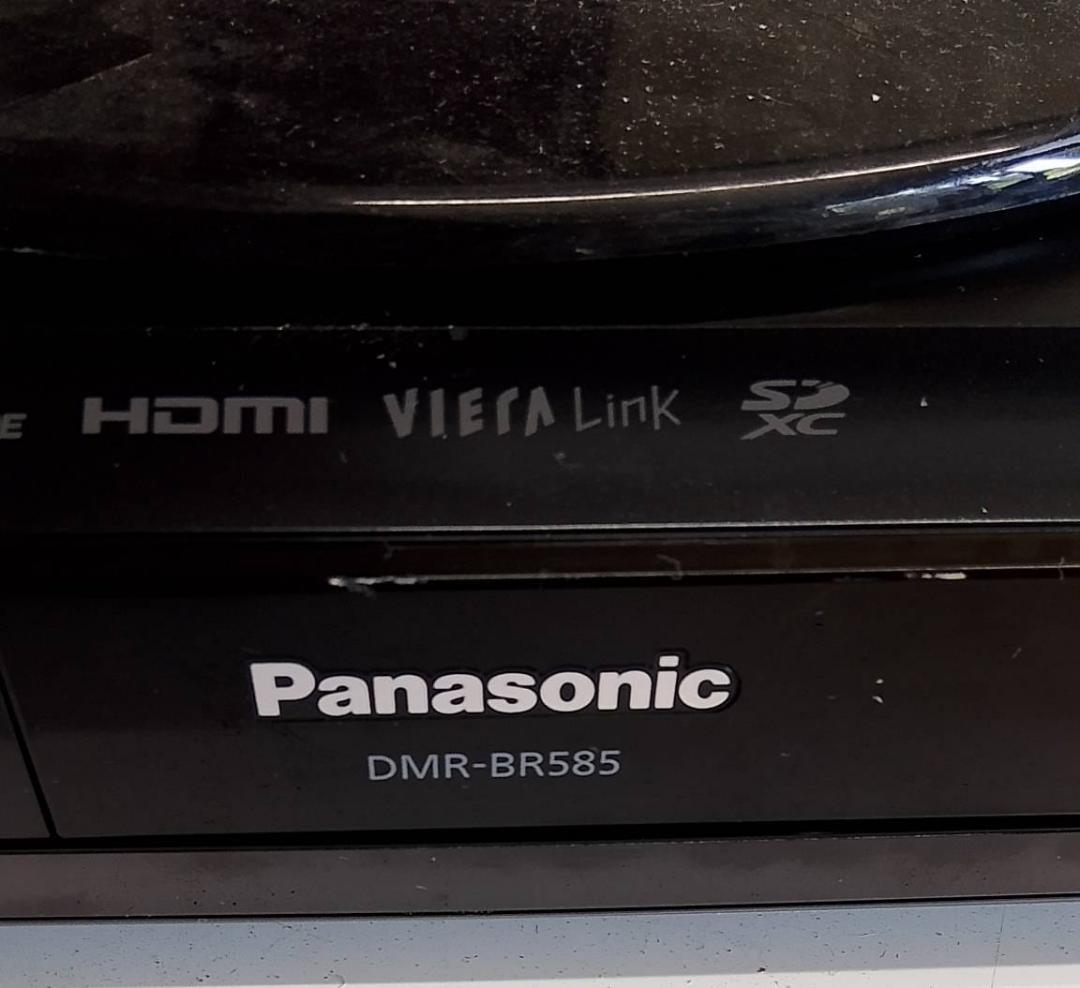 E HDMI VIErA Link SD XC
Panasonic
DMR-BR585